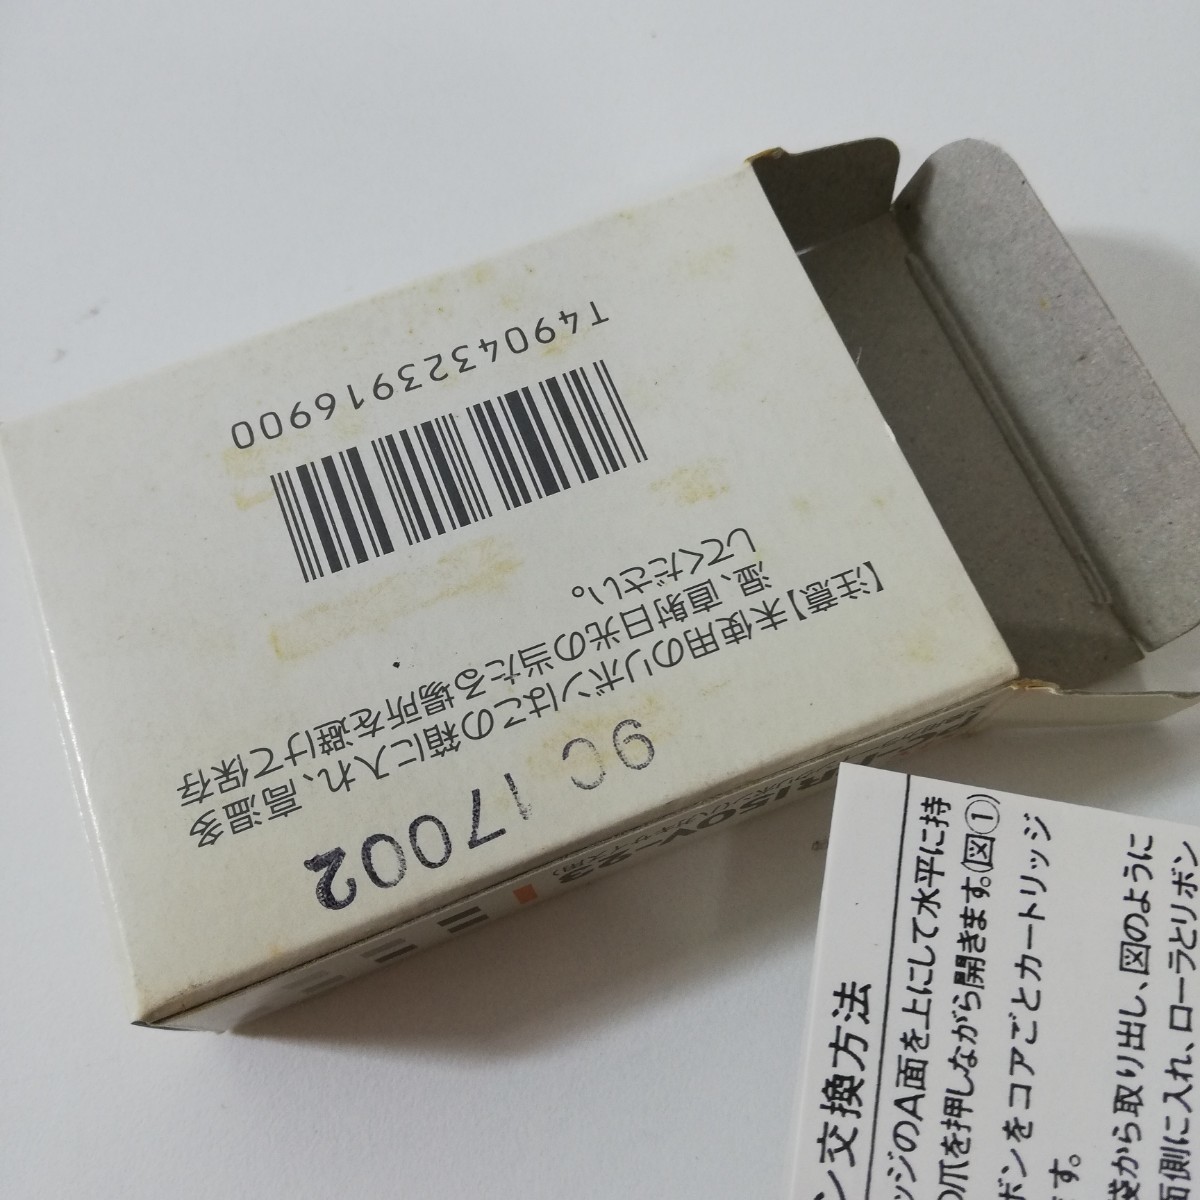 【注意】未使用のリボンはこの箱に入れ、高温多
湿、直射日光の当たる場所を避けて保存
してください。
T4904323916900
9C 17002
ン交換方法
ッジのA面を上にして水平に持
の爪を押しながら開きます。(図①)
ボンをコアごとカートリッジ
す。
袋から取り出し、図のように
に入れ、ローラとリボン